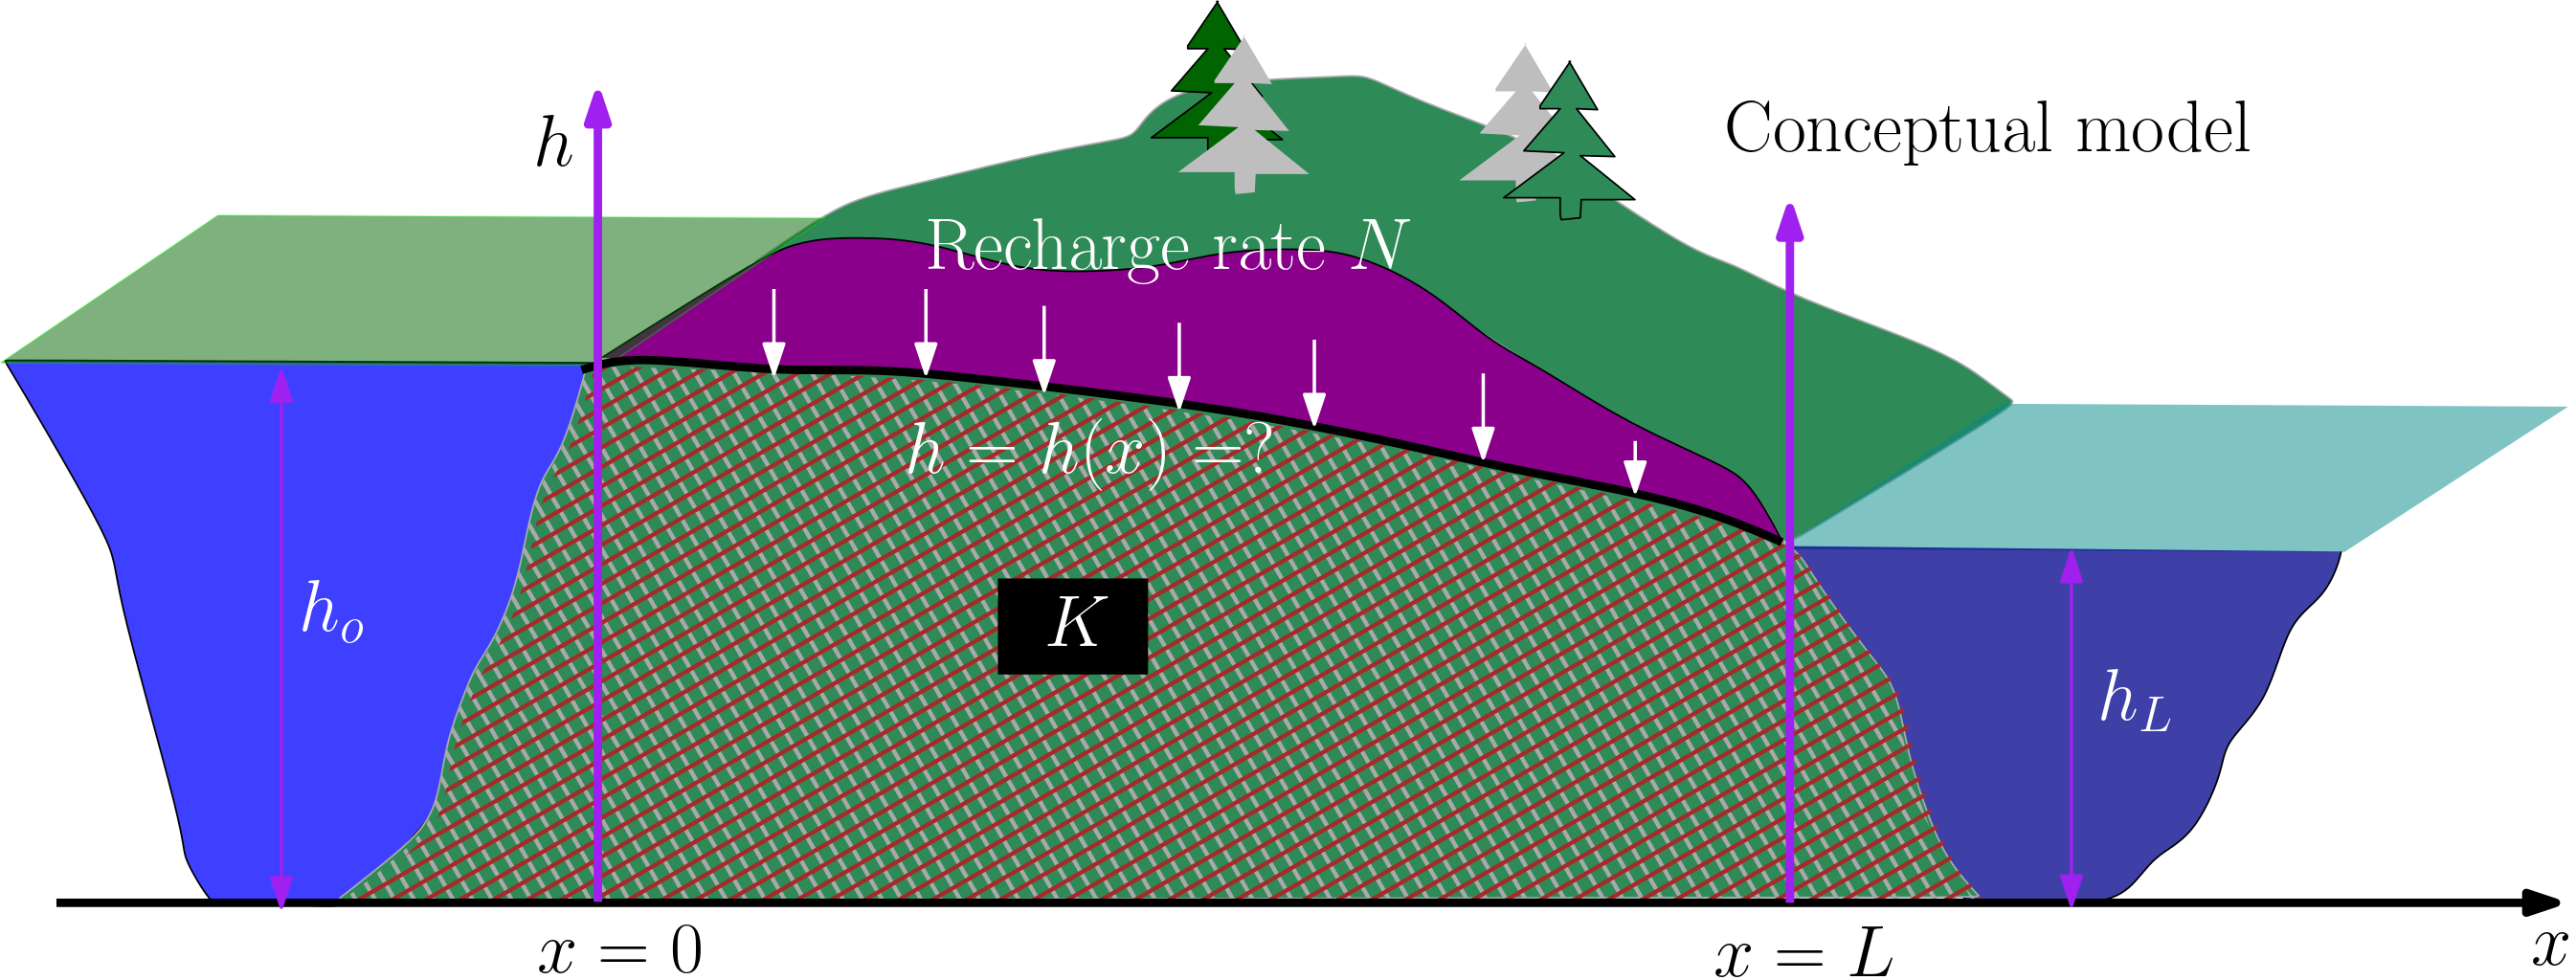 Conceptual model
h
Recharge rate N
h = h(x) =?
h_o
K
h_L
x = 0
x = L
x